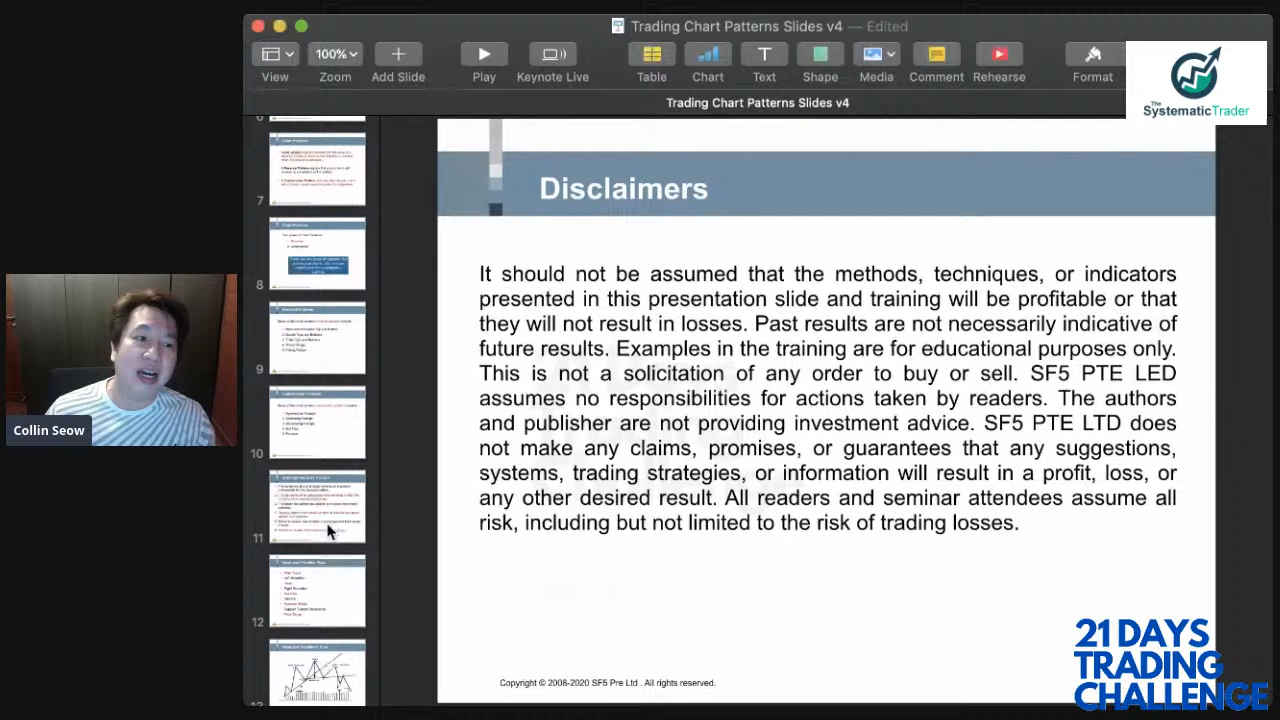 Trading Chart Patterns Slides v4 — Edited
100%
View
Zoom
Add Slide
Play
Keynote Live
Table
Chart
Text
Shape
Media
Comment
Rehearse
Format
The
SystematicTrader
Trading Chart Patterns Slides v4
6
7
8
9
10
11
12
Disclaimers
It should not be assumed that the methods, techniques, or indicators
presented in this presentation slide and training will be profitable or that
they will not result in losses. Past results are not necessarily indicative of
future results. Examples in the training are for educational purposes only.
This is not a solicitation of any order to buy or sell. SF5 PTE LED
assumes no responsibilities for actions taken by readers. The authors
and publisher are not providing investment advice. SF5 PTE LTD does
not make any claims, promises, or guarantees that any suggestions,
systems, trading strategies, or information will result in a profit, loss, or
any other desired result. All readers and seminar attendees assume all
risk, including but not limited to the risk of trading losses.
Copyright © 2008-2020 SF5 Pre Ltd . All rights reserved.
Collin Seow
21 DAYS
TRADING
CHALLENGE